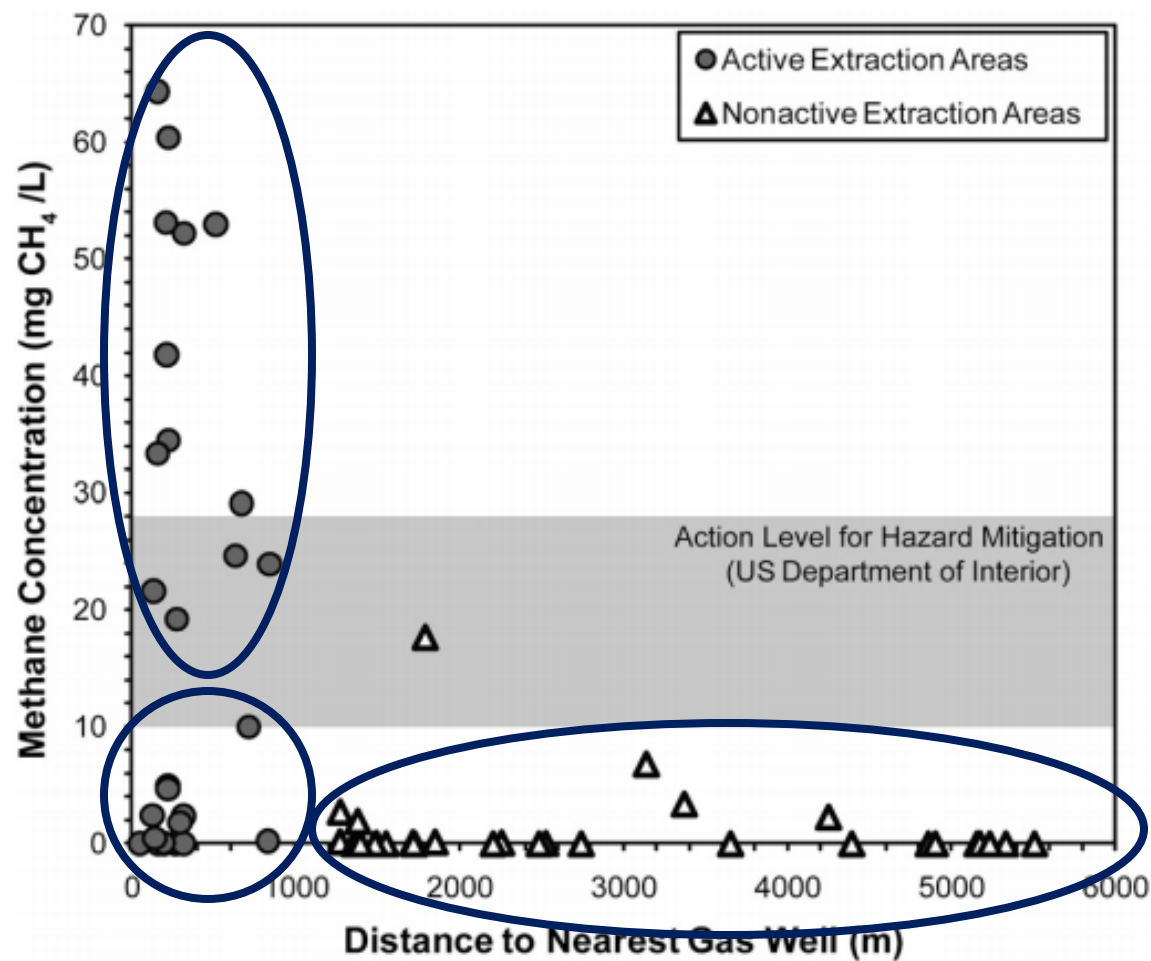 70
60
50
40
30
20
10
0
Methane Concentration (mg CH4 /L)
Active Extraction Areas
Nonactive Extraction Areas
Action Level for Hazard Mitigation
(US Department of Interior)
0 1000 2000 3000 4000 5000 6000
Distance to Nearest Gas Well (m)